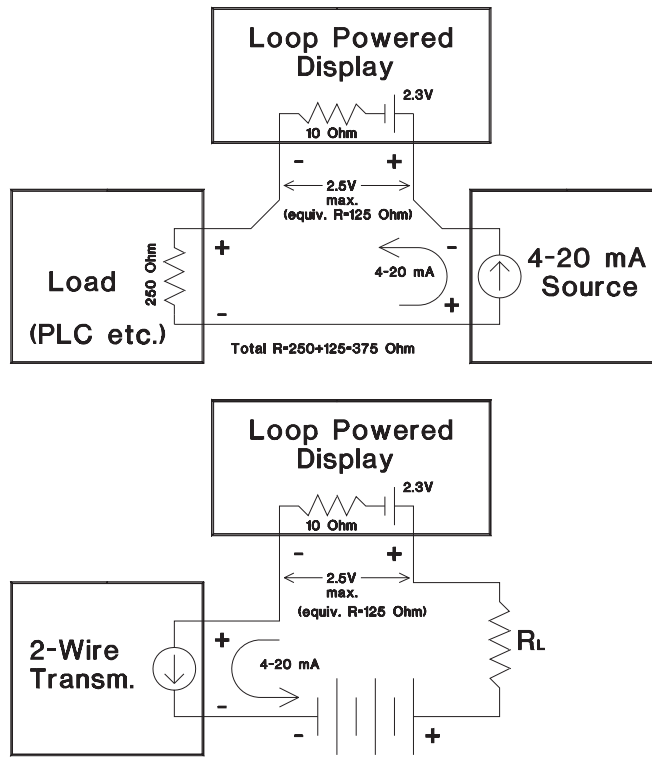 Loop Powered
Display
2.3V
10 Ohm
- +
2.5V
max.
(equiv. R=125 Ohm)
+
-
Load
(PLC etc.)
250 Ohm
4-20 mA
-
+
4-20 mA
Source
Total R=250+125=375 Ohm
Loop Powered
Display
2.3V
10 Ohm
- +
2.5V
max.
(equiv. R=125 Ohm)
2-Wire
Transm.
+
-
4-20 mA
RL
- +